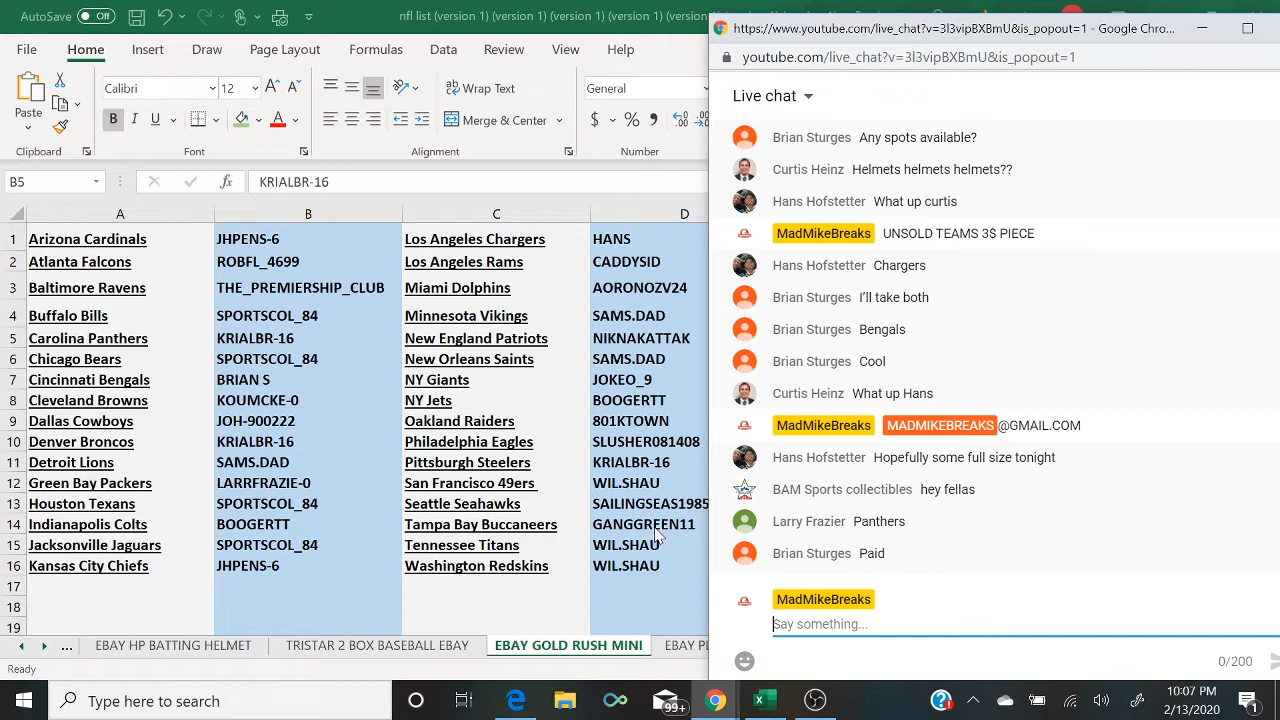 AutoSave Off
nfl list (version 1) (version 1) (version 1) (version 1) (version 1)
https://www.youtube.com/live_chat?v=3l3vipBXBmU&is_popout=1 - Google Chro...
youtube.com/live_chat?v=3l3vipBXBmU&is_popout=1
File Home Insert Draw Page Layout Formulas Data Review View Help
Paste
Calibri 12
Wrap Text
General
B I U
Merge & Center
$ %
Clipboard Font Alignment Number
B5 fx KRIALBR-16
A B C D
1 Arizona Cardinals JHPENS-6 Los Angeles Chargers HANS
2 Atlanta Falcons ROBFL_4699 Los Angeles Rams CADDYSID
3 Baltimore Ravens THE_PREMIERSHIP_CLUB Miami Dolphins AORONOZV24
4 Buffalo Bills SPORTSCOL_84 Minnesota Vikings SAMS.DAD
5 Carolina Panthers KRIALBR-16 New England Patriots NIKNAKATTAK
6 Chicago Bears SPORTSCOL_84 New Orleans Saints SAMS.DAD
7 Cincinnati Bengals BRIAN S NY Giants JOKEO_9
8 Cleveland Browns KOUMCKE-0 NY Jets BOOGERTT
9 Dallas Cowboys JOH-900222 Oakland Raiders 801KTOWN
10 Denver Broncos KRIALBR-16 Philadelphia Eagles SLUSHER081408
11 Detroit Lions SAMS.DAD Pittsburgh Steelers KRIALBR-16
12 Green Bay Packers LARRFRAZIE-0 San Francisco 49ers WIL.SHAU
13 Houston Texans SPORTSCOL_84 Seattle Seahawks SAILINGSEAS1985
14 Indianapolis Colts BOOGERTT Tampa Bay Buccaneers GANGGREEN11
15 Jacksonville Jaguars SPORTSCOL_84 Tennessee Titans WIL.SHAU
16 Kansas City Chiefs JHPENS-6 Washington Redskins WIL.SHAU
17
18
19
... EBAY HP BATTING HELMET TRISTAR 2 BOX BASEBALL EBAY EBAY GOLD RUSH MINI EBAY PL
Ready
Live chat
Brian Sturges Any spots available?
Curtis Heinz Helmets helmets helmets??
Hans Hofstetter What up curtis
MadMikeBreaks UNSOLD TEAMS 3$ PIECE
Hans Hofstetter Chargers
Brian Sturges I'll take both
Brian Sturges Bengals
Brian Sturges Cool
Curtis Heinz What up Hans
MadMikeBreaks MADMIKEBREAKS@GMAIL.COM
Hans Hofstetter Hopefully some full size tonight
BAM Sports collectibles hey fellas
Larry Frazier Panthers
Brian Sturges Paid
MadMikeBreaks
Say something...
0/200
Type here to search
99+
10:07 PM
2/13/2020
1